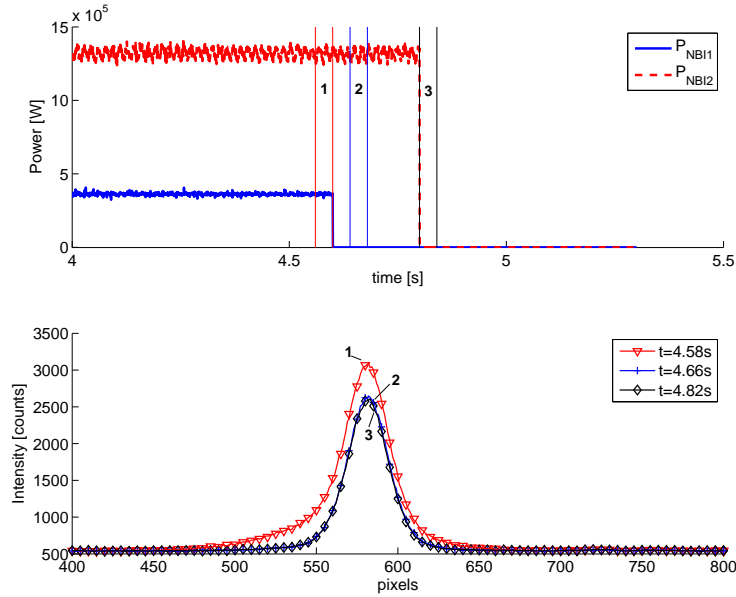 15 x 10⁵
10
5
0
Power [W]
1
2
3
P_NBI1
P_NBI2
4 4.5 5 5.5
time [s]
3500
3000
2500
2000
1500
1000
500
Intensity [counts]
1
2
3
t=4.58s
t=4.66s
t=4.82s
400 450 500 550 600 650 700 750 800
pixels